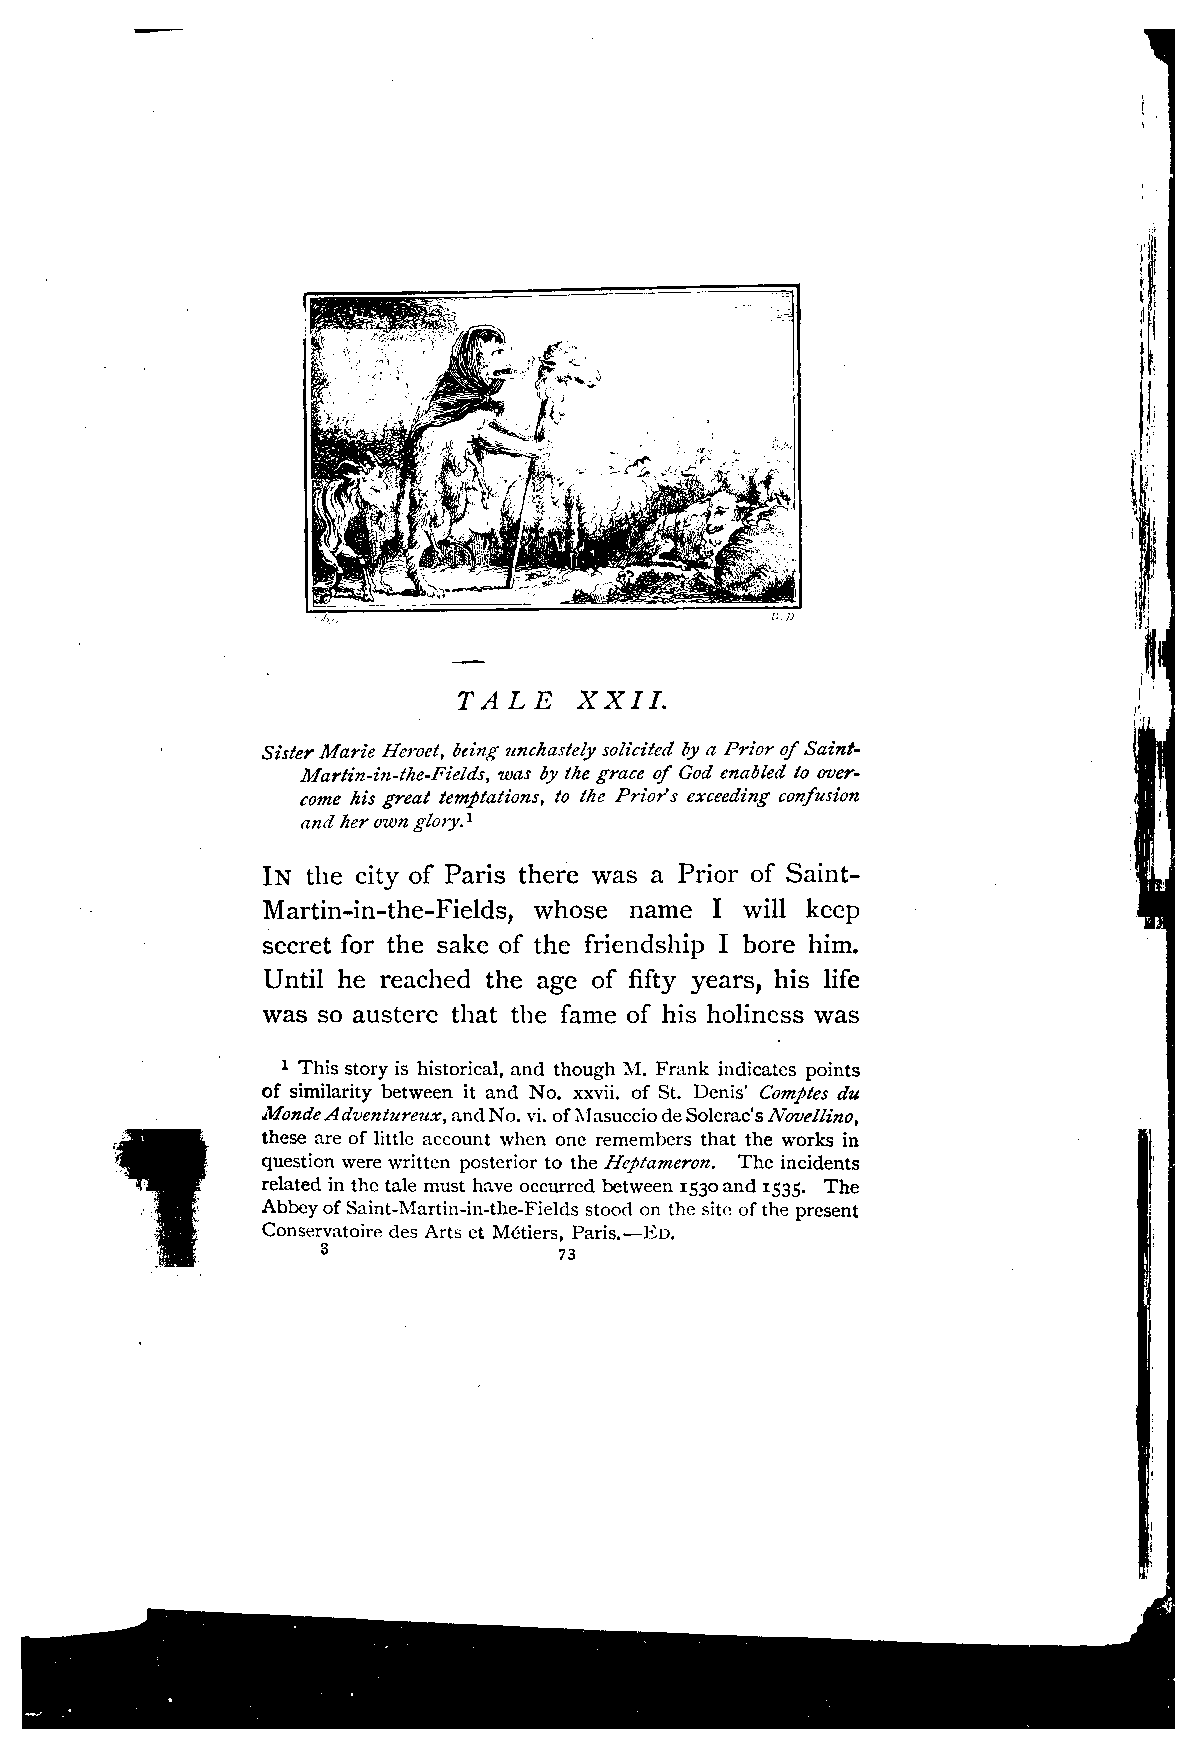 TALE XXII.
Sister Marie Heroet, being unchastely solicited by a Prior of Saint-
Martin-in-the-Fields, was by the grace of God enabled to over-
come his great temptations, to the Prior's exceeding confusion
and her own glory.¹
IN the city of Paris there was a Prior of Saint-
Martin-in-the-Fields, whose name I will keep
secret for the sake of the friendship I bore him.
Until he reached the age of fifty years, his life
was so austere that the fame of his holiness was
¹ This story is historical, and though M. Frank indicates points
of similarity between it and No. xxvii. of St. Denis' Comptes du
Monde Adventureux, and No. vi. of Masuccio de Solerac's Novellino,
these are of little account when one remembers that the works in
question were written posterior to the Heptameron. The incidents
related in the tale must have occurred between 1530 and 1535. The
Abbey of Saint-Martin-in-the-Fields stood on the site of the present
Conservatoire des Arts et Métiers, Paris.—ED.
3 73